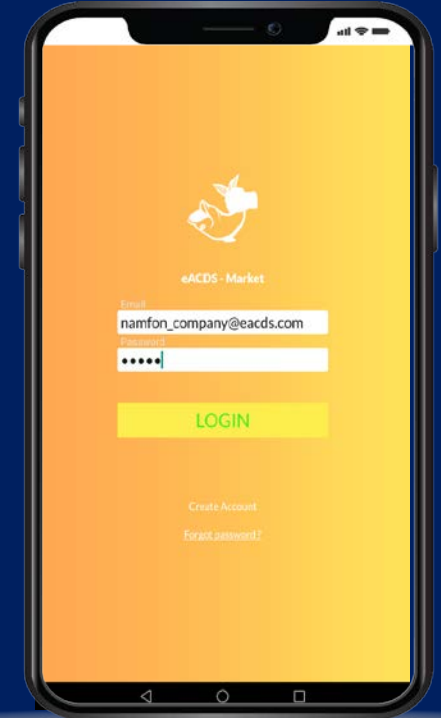 eACDS - Market
Email
namfon_company@eacds.com
Password
•••••
LOGIN
Create Account
Forgot password?